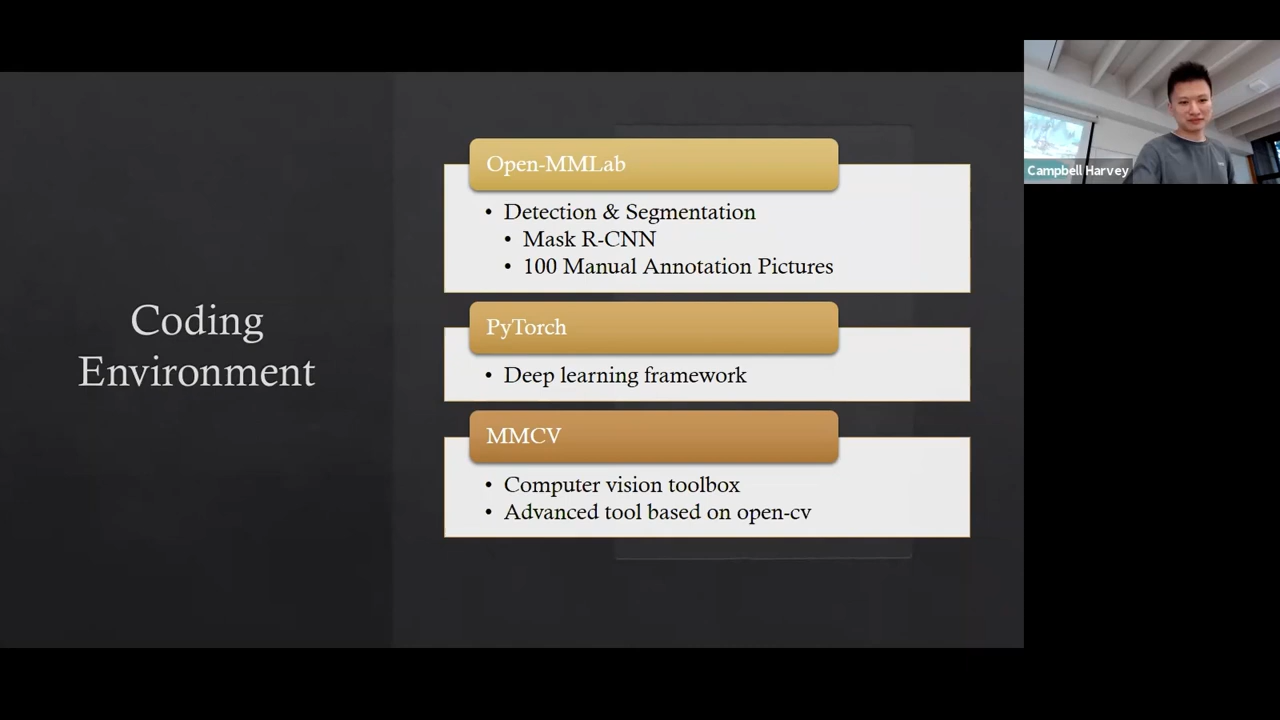 Coding
Environment
Open-MMLab
• Detection & Segmentation
• Mask R-CNN
• 100 Manual Annotation Pictures
PyTorch
• Deep learning framework
MMCV
• Computer vision toolbox
• Advanced tool based on open-cv
Campbell Harvey